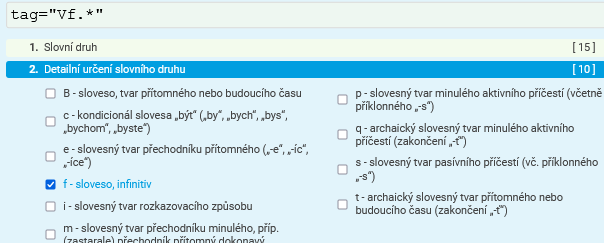 tag="Vf.*"
1. Slovní druh [ 15 ]
2. Detailní určení slovního druhu [ 10 ]
B - sloveso, tvar přítomného nebo budoucího času
c - kondicionál slovesa „být“ („by“, „bych“, „bys“,
„bychom“, „byste“)
e - slovesný tvar přechodníku přítomného („-e“, „-íc“,
„-íce“)
f - sloveso, infinitiv
i - slovesný tvar rozkazovacího způsobu
m - slovesný tvar přechodníku minulého, příp.
(zastarale) přechodník přítomný dokonavý
p - slovesný tvar minulého aktivního příčestí (včetně
příklonného „-s“)
q - archaický slovesný tvar minulého aktivního
příčestí (zakončení „-ť“)
s - slovesný tvar pasívního příčestí (vč. příklonného
„-s“)
t - archaický slovesný tvar přítomného nebo
budoucího času (zakončení „-ť“)